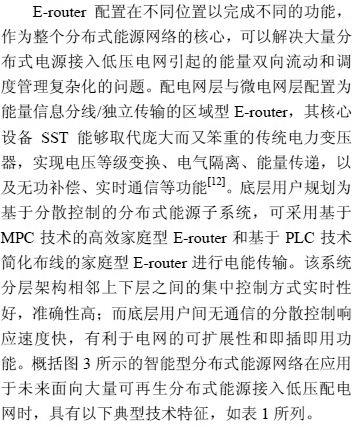 E-router 配置在不同位置以完成不同的功能，
作为整个分布式能源网络的核心，可以解决大量分
布式电源接入低压电网引起的能量双向流动和调
度管理复杂化的问题。配电网层与微电网层配置为
能量信息分线/独立传输的区域型 E-router，其核心
设备 SST 能够取代庞大而又笨重的传统电力变压
器，实现电压等级变换、电气隔离、能量传递，以
及无功补偿、实时通信等功能[12]。底层用户规划为
基于分散控制的分布式能源子系统，可采用基于
MPC 技术的高效家庭型 E-router 和基于 PLC 技术
简化布线的家庭型 E-router 进行电能传输。该系统
分层架构相邻上下层之间的集中控制方式实时性
好，准确性高；而底层用户间无通信的分散控制响
应速度快，有利于电网的可扩展性和即插即用功
能。概括图 3 所示的智能型分布式能源网络在应用
于未来面向大量可再生分布式能源接入低压配电
网时，具有以下典型技术特征，如表 1 所列。